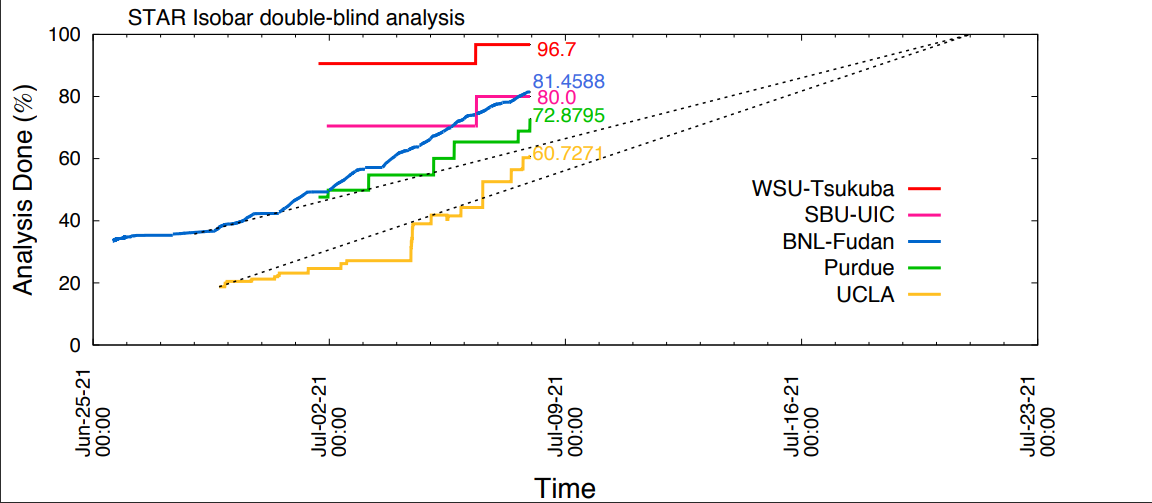 STAR Isobar double-blind analysis
Analysis Done (%)
100
80
60
40
20
0
96.7
81.4588
80.0
72.8795
60.7271
WSU-Tsukuba
SBU-UIC
BNL-Fudan
Purdue
UCLA
Jun-25-21
00:00
Jul-02-21
00:00
Jul-09-21
00:00
Jul-16-21
00:00
Jul-23-21
00:00
Time